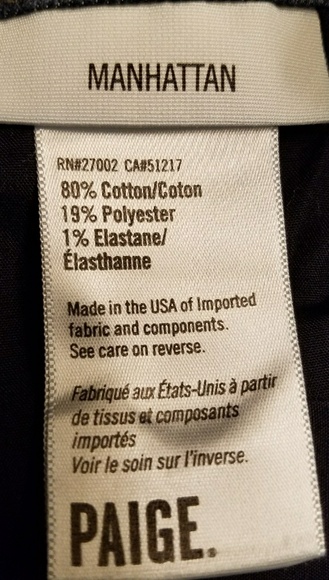 MANHATTAN
RN#27002 CA#51217
80% Cotton/Coton
19% Polyester
1% Elastane/
Élasthanne
Made in the USA of Imported
fabric and components.
See care on reverse.
Fabriqué aux États-Unis à partir
de tissus et composants
importés
Voir le soin sur l'inverse.
PAIGE.